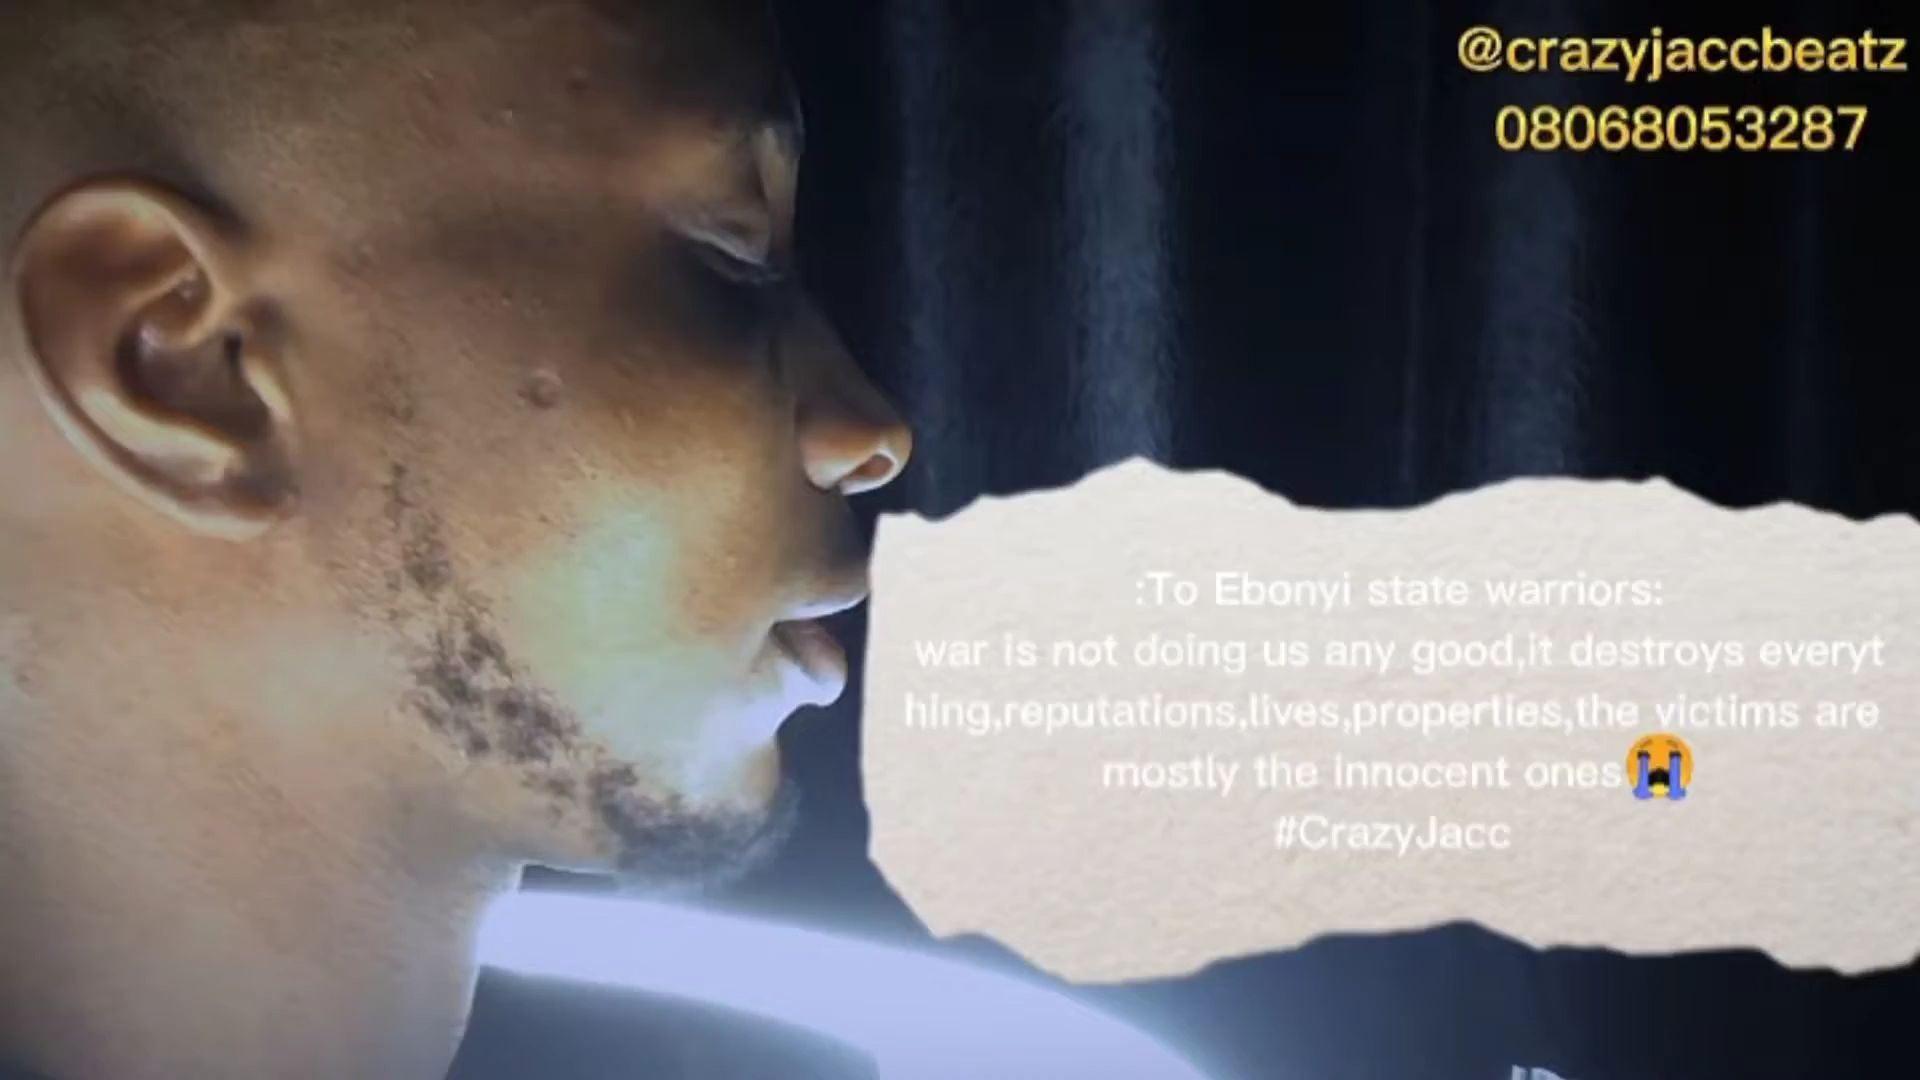 @crazyjaccbeatz
08068053287
:To Ebonyi state warriors:
war is not doing us any good,it destroys everyt
hing,reputations,lives,properties,the victims are
mostly the innocent ones😭
#CrazyJacc